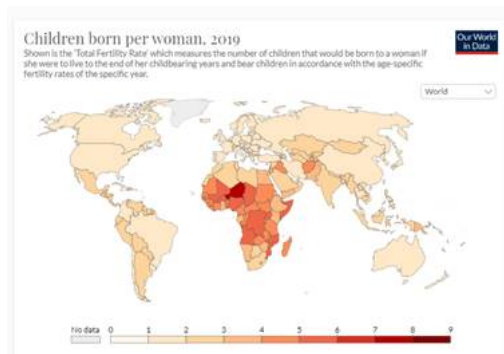 Children born per woman, 2019
Our World
in Data
Shown is the 'Total Fertility Rate' which measures the number of children that would be born to a woman if
she were to live to the end of her childbearing years and bear children in accordance with the age-specific
fertility rates of the specific year.
World
No data 0 1 2 3 4 5 6 7 8 9